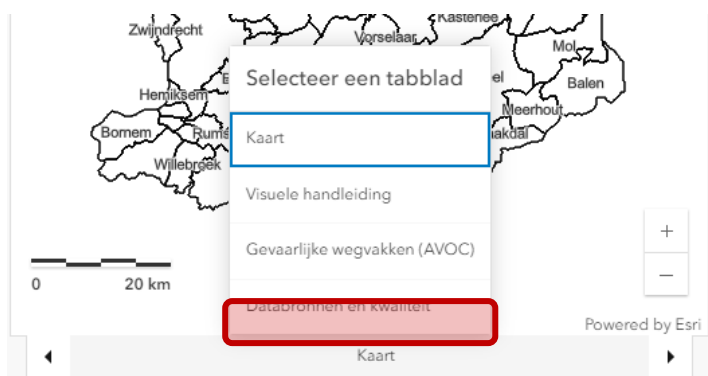 Zwijndrecht
Kasterlee
Vorselaar
Mol
Selecteer een tabblad
Balen
Hemiksem
Meerhout
Kaart
Bornem
Willebroek
Visuele handleiding
Gevaarlijke wegvakken (AVOC)
+
0 20 km
−
Databronnen en kwaliteit
Powered by Esri
Kaart